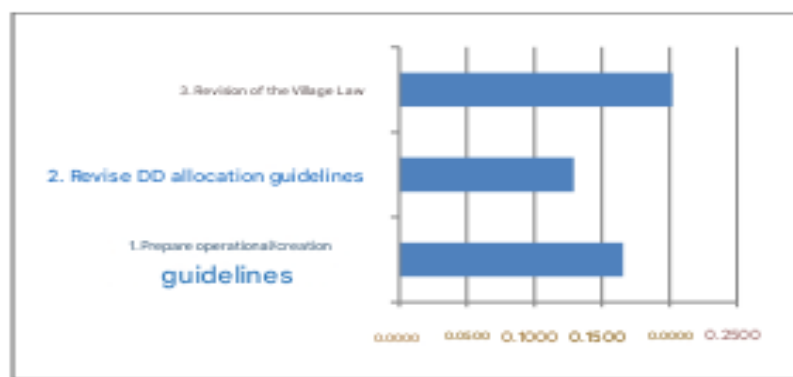 3. Revision of the Village Law
2. Revise DD allocation guidelines
1. Prepare operational/creation
guidelines
0.0000 0.0500 0.1000 0.1500 0.0000 0.2500